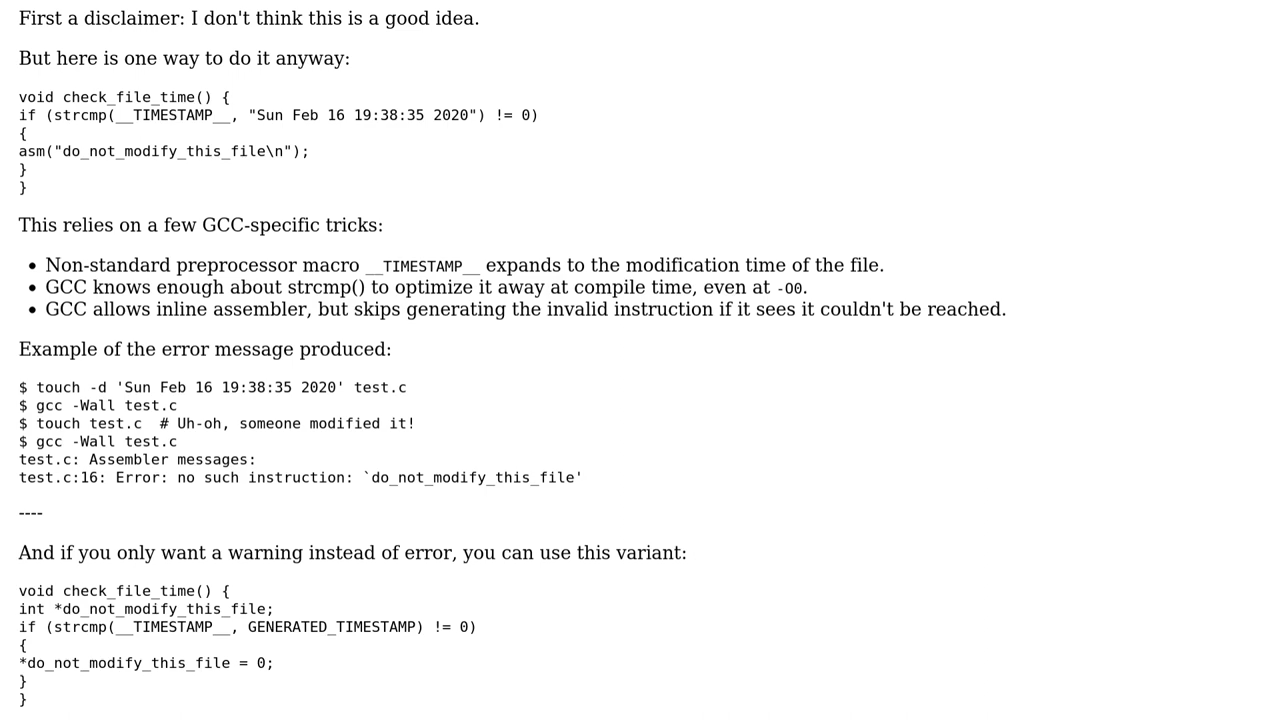 First a disclaimer: I don't think this is a good idea.
But here is one way to do it anyway:
void check_file_time() {
if (strcmp(__TIMESTAMP__, "Sun Feb 16 19:38:35 2020") != 0)
{
asm("do_not_modify_this_file\n");
}
}
This relies on a few GCC-specific tricks:
• Non-standard preprocessor macro __TIMESTAMP__ expands to the modification time of the file.
• GCC knows enough about strcmp() to optimize it away at compile time, even at -O0.
• GCC allows inline assembler, but skips generating the invalid instruction if it sees it couldn't be reached.
Example of the error message produced:
$ touch -d 'Sun Feb 16 19:38:35 2020' test.c
$ gcc -Wall test.c
$ touch test.c  # Uh-oh, someone modified it!
$ gcc -Wall test.c
test.c: Assembler messages:
test.c:16: Error: no such instruction: `do_not_modify_this_file'
----
And if you only want a warning instead of error, you can use this variant:
void check_file_time() {
int *do_not_modify_this_file;
if (strcmp(__TIMESTAMP__, GENERATED_TIMESTAMP) != 0)
{
*do_not_modify_this_file = 0;
}
}